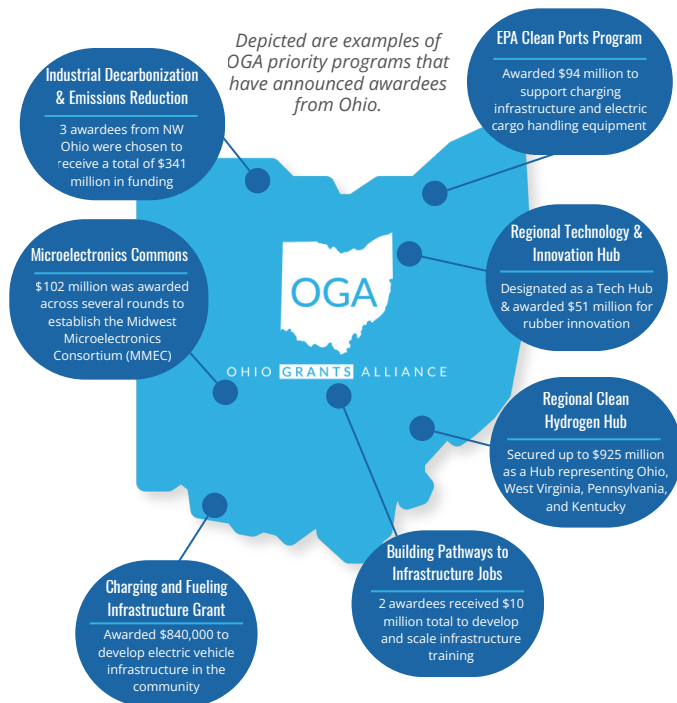 Depicted are examples of
OGA priority programs that
have announced awardees
from Ohio.
EPA Clean Ports Program
Awarded $94 million to
support charging
infrastructure and electric
cargo handling equipment
Industrial Decarbonization
& Emissions Reduction
3 awardees from NW
Ohio were chosen to
receive a total of $341
million in funding
Regional Technology &
Innovation Hub
Designated as a Tech Hub
& awarded $51 million for
rubber innovation
Microelectronics Commons
$102 million was awarded
across several rounds to
establish the Midwest
Microelectronics
Consortium (MMEC)
OGA
OHIO GRANTS ALLIANCE
Regional Clean
Hydrogen Hub
Secured up to $925 million
as a Hub representing Ohio,
West Virginia, Pennsylvania,
and Kentucky
Building Pathways to
Infrastructure Jobs
2 awardees received $10
million total to develop
and scale infrastructure
training
Charging and Fueling
Infrastructure Grant
Awarded $840,000 to
develop electric vehicle
infrastructure in the
community